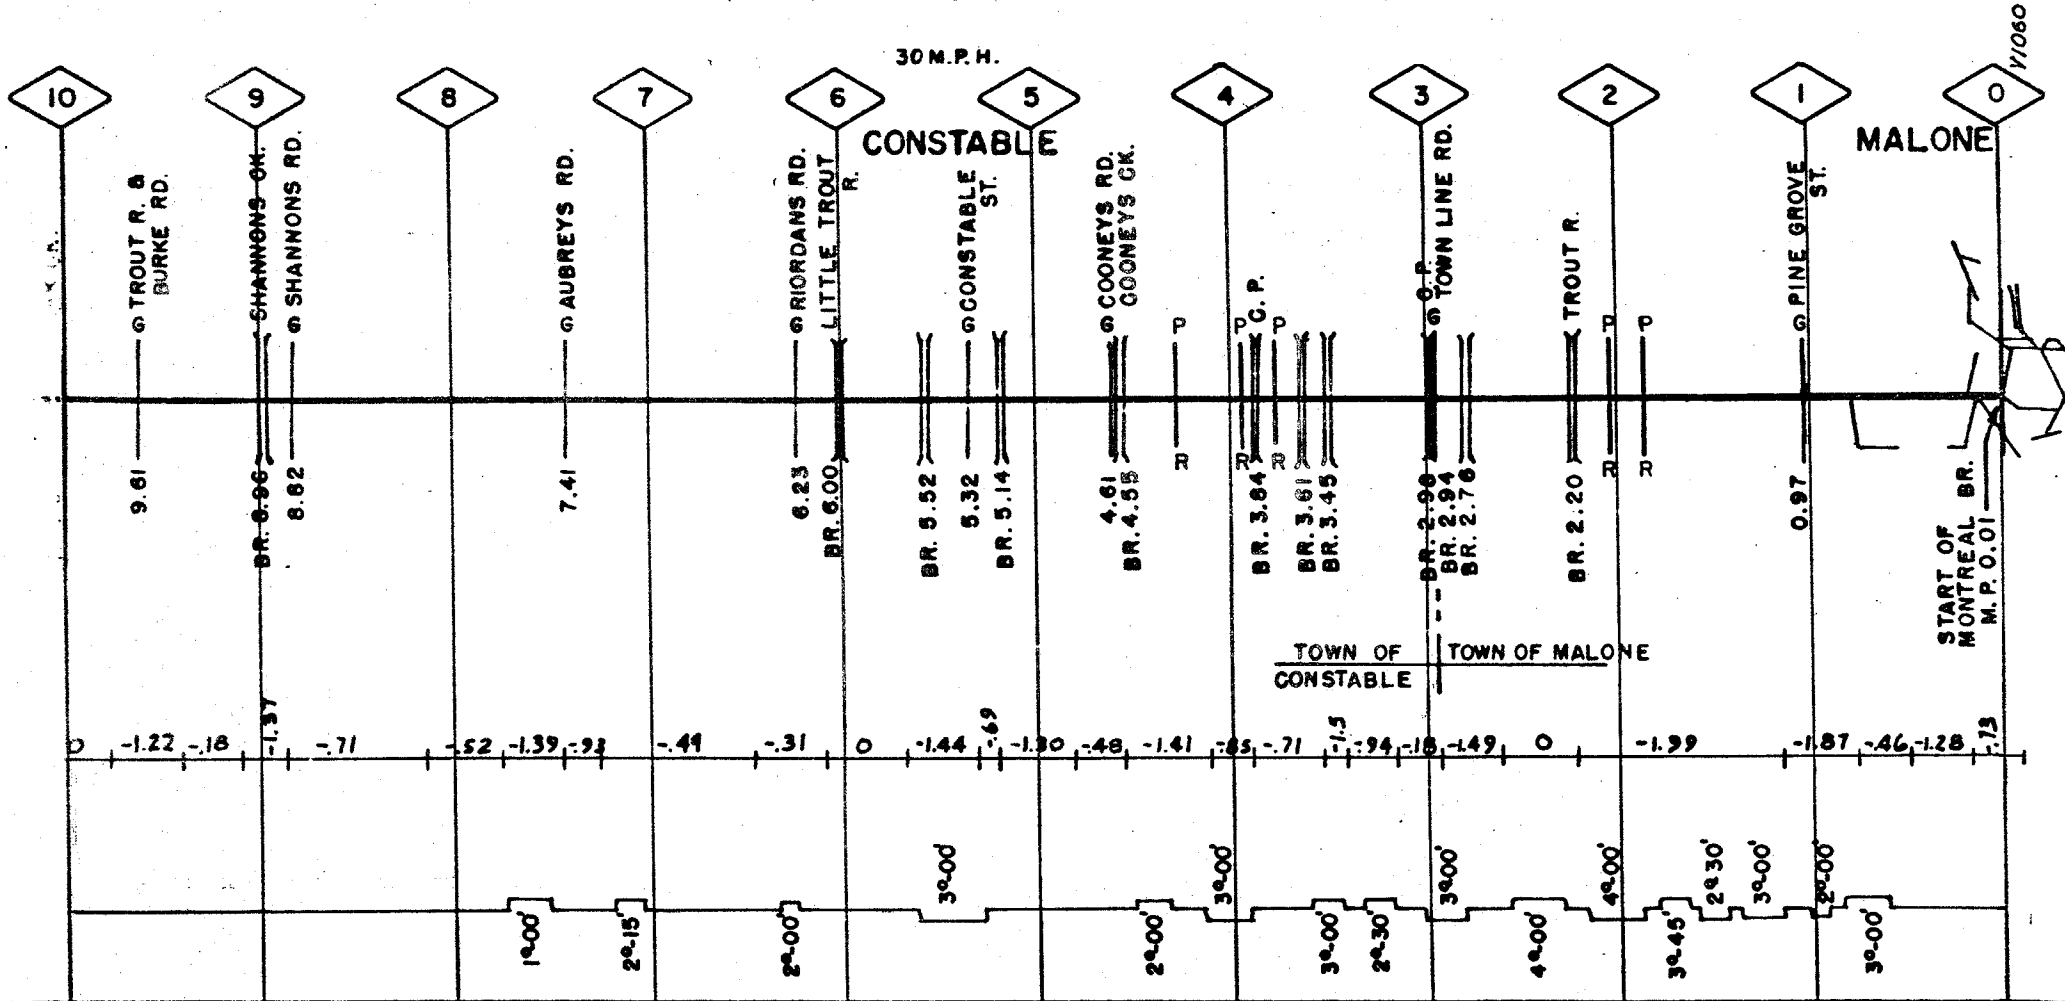 V1060
30 M.P.H.
10
9
8
7
6
5
4
3
2
1
0
CONSTABLE
MALONE
G TROUT R. &
BURKE RD.
SHANNONS CK.
G SHANNONS RD.
G AUBREYS RD.
G RIORDANS RD.
LITTLE TROUT
R.
G CONSTABLE
ST.
G COONEYS RD.
COONEYS CK.
P
P
C.P.
P
O.P.
G TOWN LINE RD.
TROUT R.
P
P
G PINE GROVE
ST.
9.61
BR. 8.96
8.82
7.41
6.23
BR. 6.00
BR. 5.52
5.32
BR. 5.14
4.61
BR. 4.55
R
R
BR. 3.84
R
BR. 3.61
BR. 3.45
BR. 2.98
BR. 2.94
BR. 2.76
BR. 2.20
R
R
0.97
START OF
MONTREAL BR.
M.P. 0.01
TOWN OF
CONSTABLE
TOWN OF MALONE
0
-1.22
-.18
-1.37
-.71
-.52
-1.39
-.93
-.44
-.31
0
-1.44
-.69
-1.30
-.48
-1.41
-.85
-.71
-1.5
-.94
-.18
-1.49
0
-1.99
-1.87
-.46
-1.28
-.13
3°-00'
3°-00'
3°-00'
4°-00'
2°30'
3°-00'
2°-00'
1°-00'
2°-15'
2°-00'
2°-00'
3°-00'
2°-30'
4°-00'
3°-45'
3°-00'